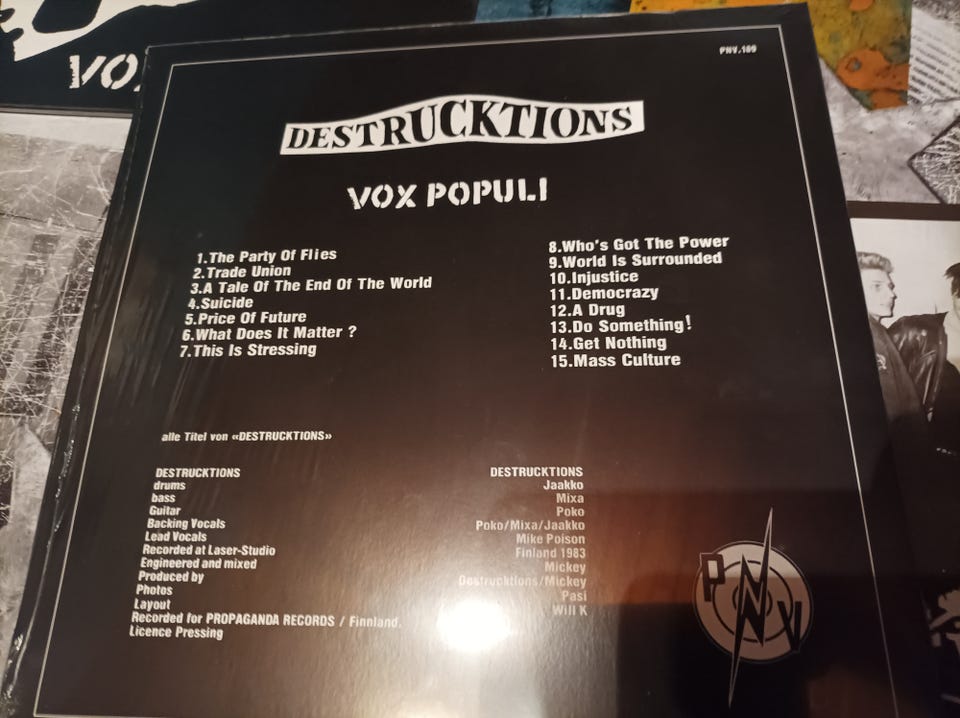 VO
PNV.109
DESTRUCKTIONS
VOX POPULI
1.The Party Of Flies
2.Trade Union
3.A Tale Of The End Of The World
4.Suicide
5.Price Of Future
6.What Does It Matter ?
7.This Is Stressing
8.Who's Got The Power
9.World Is Surrounded
10.Injustice
11.Democrazy
12.A Drug
13.Do Something!
14.Get Nothing
15.Mass Culture
alle Titel von «DESTRUCKTIONS»
DESTRUCKTIONS DESTRUCKTIONS
drums Jaakko
bass Mixa
Guitar Poko
Backing Vocals Poko/Mixa/Jaakko
Lead Vocals Mike Poison
Recorded at Laser-Studio Finland 1983
Engineered and mixed Mickey
Produced by Destrucktions/Mickey
Photos Pasi
Layout Will K
Recorded for PROPAGANDA RECORDS / Finnland.
Licence Pressing
PNV